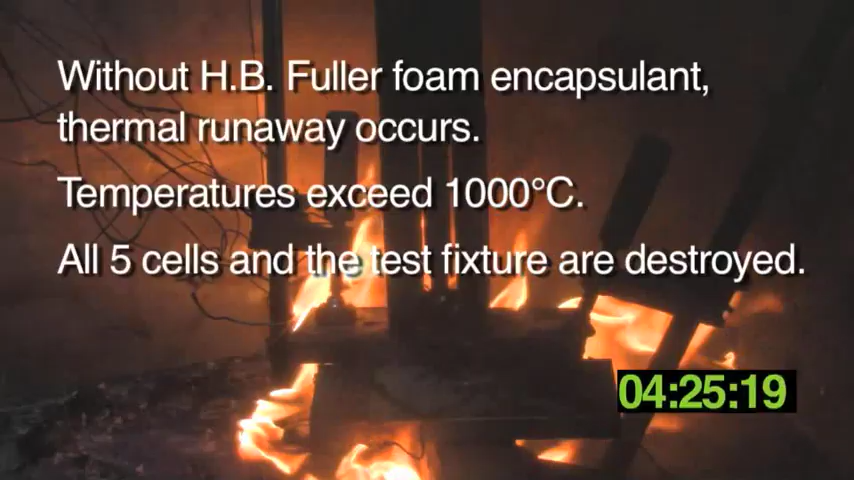 Without H.B. Fuller foam encapsulant,
thermal runaway occurs.
Temperatures exceed 1000°C.
All 5 cells and the test fixture are destroyed.
04:25:19